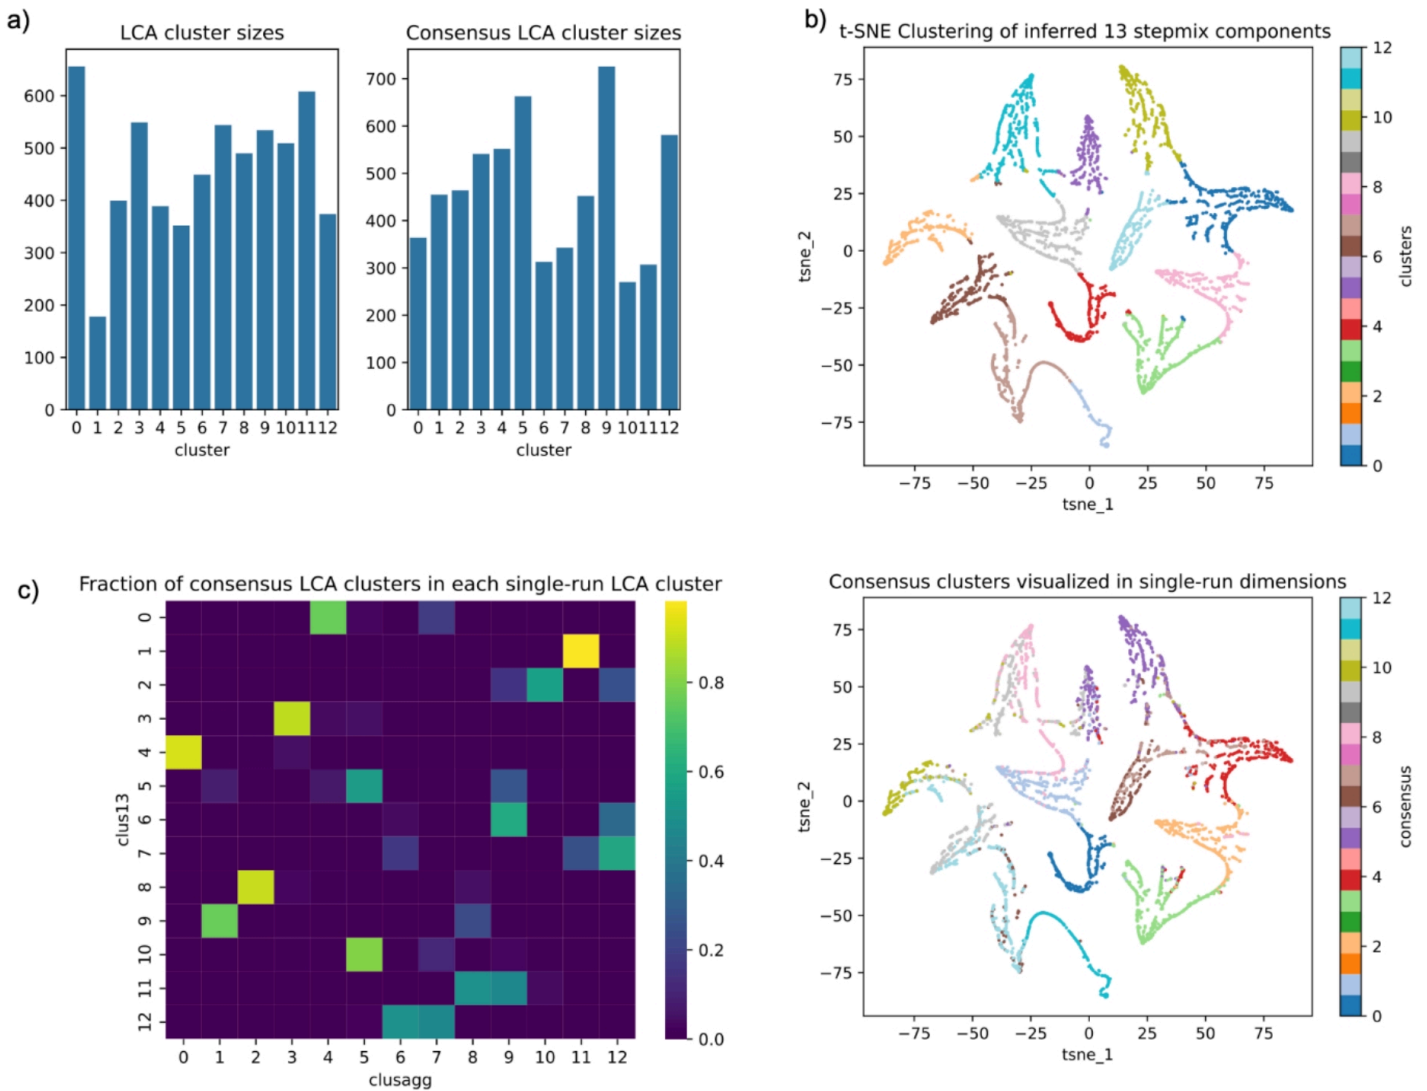 a)
LCA cluster sizes
600
500
400
300
200
100
0
0 1 2 3 4 5 6 7 8 9 10 11 12
cluster
Consensus LCA cluster sizes
700
600
500
400
300
200
100
0
0 1 2 3 4 5 6 7 8 9 10 11 12
cluster
b)
t-SNE Clustering of inferred 13 stepmix components
75
50
25
0
−25
−50
−75
tsne_2
−75 −50 −25 0 25 50 75
tsne_1
12
10
8
6
4
2
0
clusters
c)
Fraction of consensus LCA clusters in each single-run LCA cluster
0
1
2
3
4
5
6
7
8
9
10
11
12
clus13
0 1 2 3 4 5 6 7 8 9 10 11 12
clusagg
0.8
0.6
0.4
0.2
0.0
Consensus clusters visualized in single-run dimensions
75
50
25
0
−25
−50
−75
tsne_2
−75 −50 −25 0 25 50 75
tsne_1
12
10
8
6
4
2
0
consensus